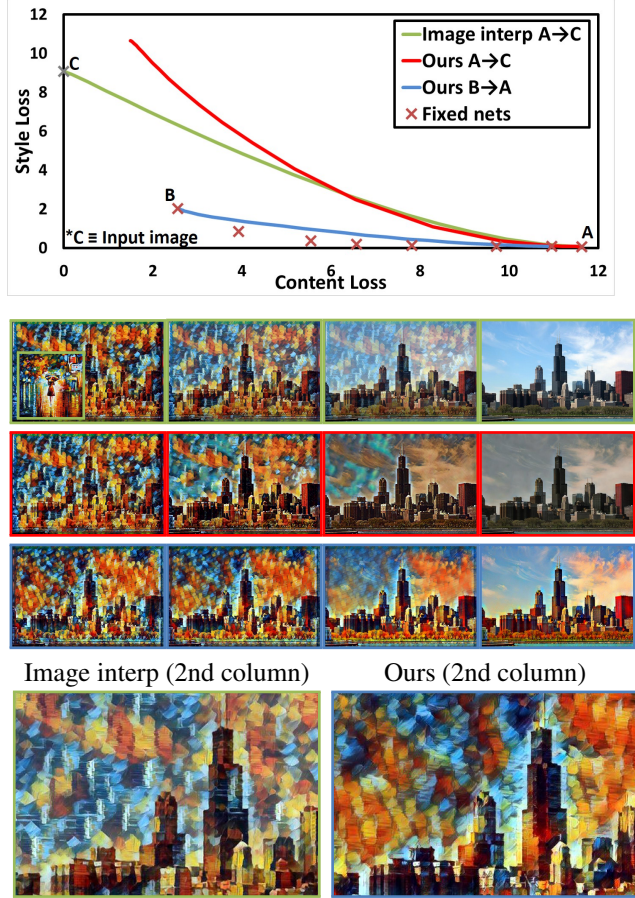 12
10
8
6
4
2
0
Style Loss
C
B
A
*C ≡ Input image
Image interp A→C
Ours A→C
Ours B→A
Fixed nets
0 2 4 6 8 10 12
Content Loss
Image interp (2nd column) Ours (2nd column)